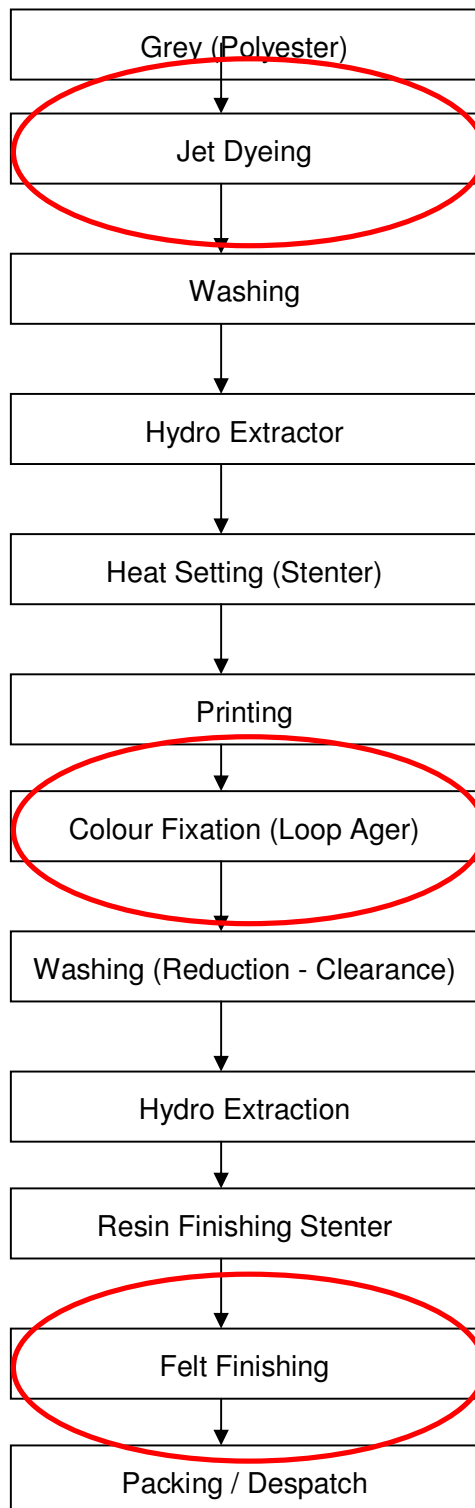 Grey (Polyester)
Jet Dyeing
Washing
Hydro Extractor
Heat Setting (Stenter)
Printing
Colour Fixation (Loop Ager)
Washing (Reduction - Clearance)
Hydro Extraction
Resin Finishing Stenter
Felt Finishing
Packing / Despatch